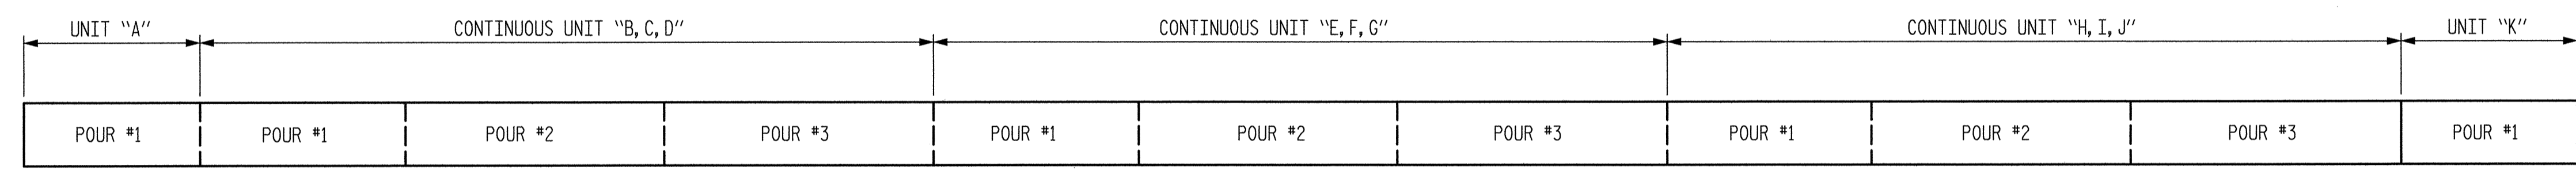 UNIT "A" CONTINUOUS UNIT "B, C, D" CONTINUOUS UNIT "E, F, G" CONTINUOUS UNIT "H, I, J" UNIT "K"
POUR #1 POUR #1 POUR #2 POUR #3 POUR #1 POUR #2 POUR #3 POUR #1 POUR #2 POUR #3 POUR #1